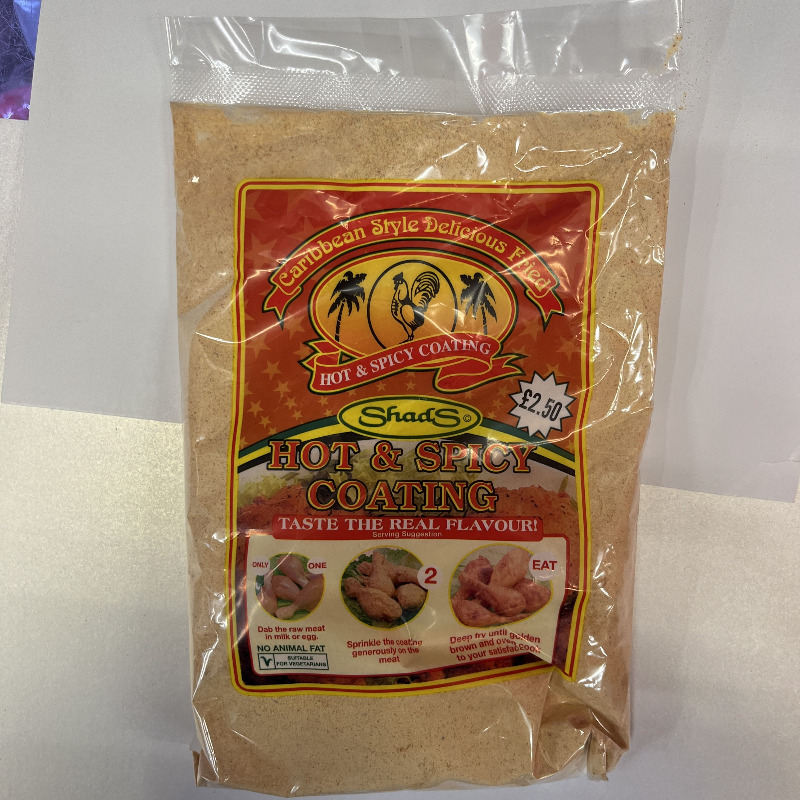 Caribbean Style Delicious Fried
HOT & SPICY COATING
£2.50
Shads©
HOT & SPICY
COATING
TASTE THE REAL FLAVOUR!
Serving Suggestion
ONLY ONE
Dab the raw meat
in milk or egg.
NO ANIMAL FAT
SUITABLE
FOR VEGETARIANS
2
Sprinkle the coating
generously on the
meat
EAT
Deep fry until golden
brown and oven
to your satisfac